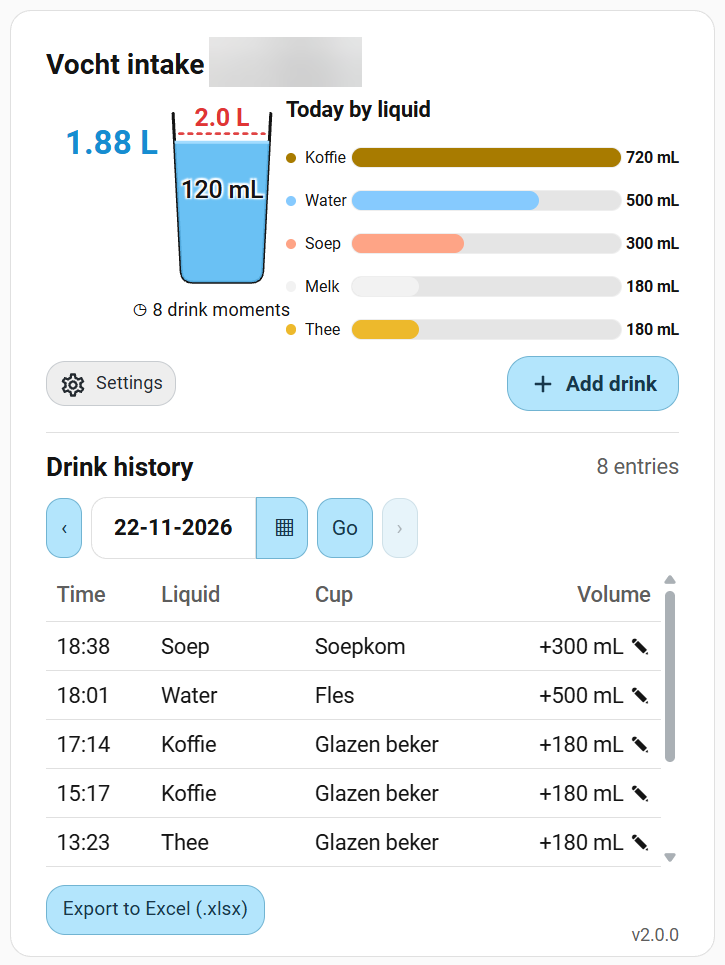 Vocht intake
2.0 L
1.88 L
120 mL
8 drink moments
Today by liquid
Koffie 720 mL
Water 500 mL
Soep 300 mL
Melk 180 mL
Thee 180 mL
Settings
+ Add drink
Drink history
8 entries
‹ 22-11-2026 Go ›
Time Liquid Cup Volume
18:38 Soep Soepkom +300 mL
18:01 Water Fles +500 mL
17:14 Koffie Glazen beker +180 mL
15:17 Koffie Glazen beker +180 mL
13:23 Thee Glazen beker +180 mL
Export to Excel (.xlsx)
v2.0.0